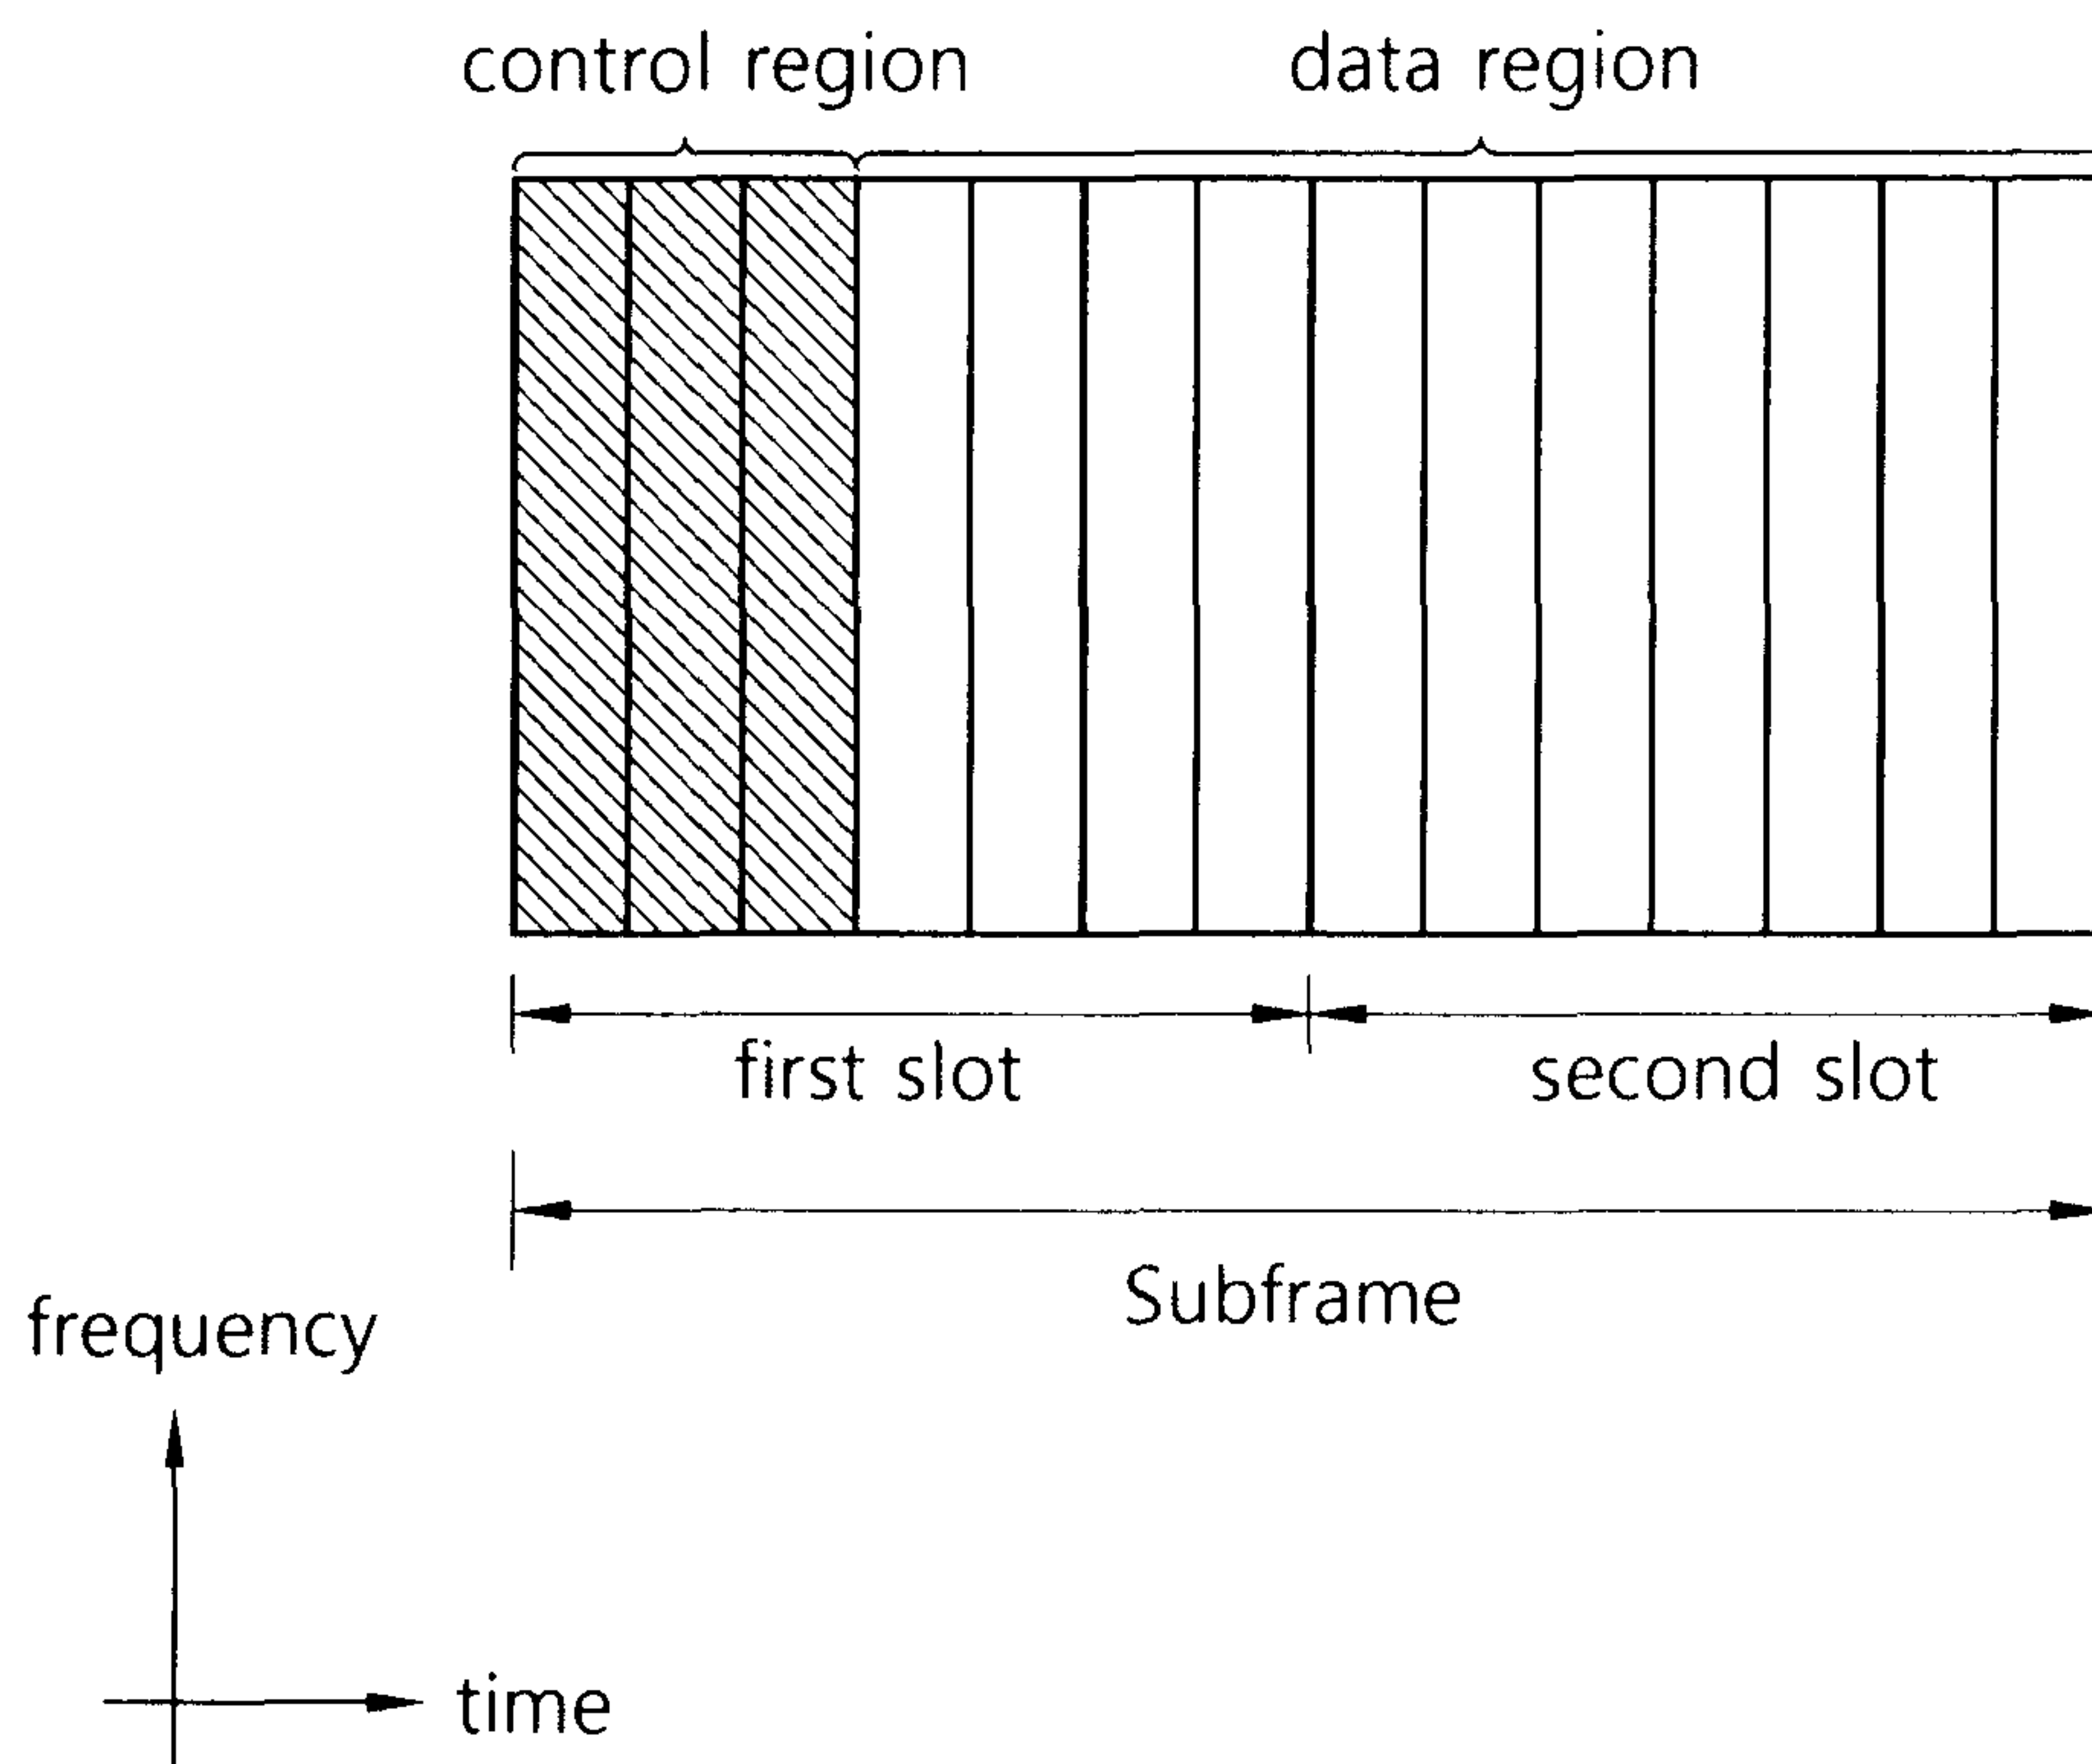 control region
data region
first slot
second slot
Subframe
frequency
time